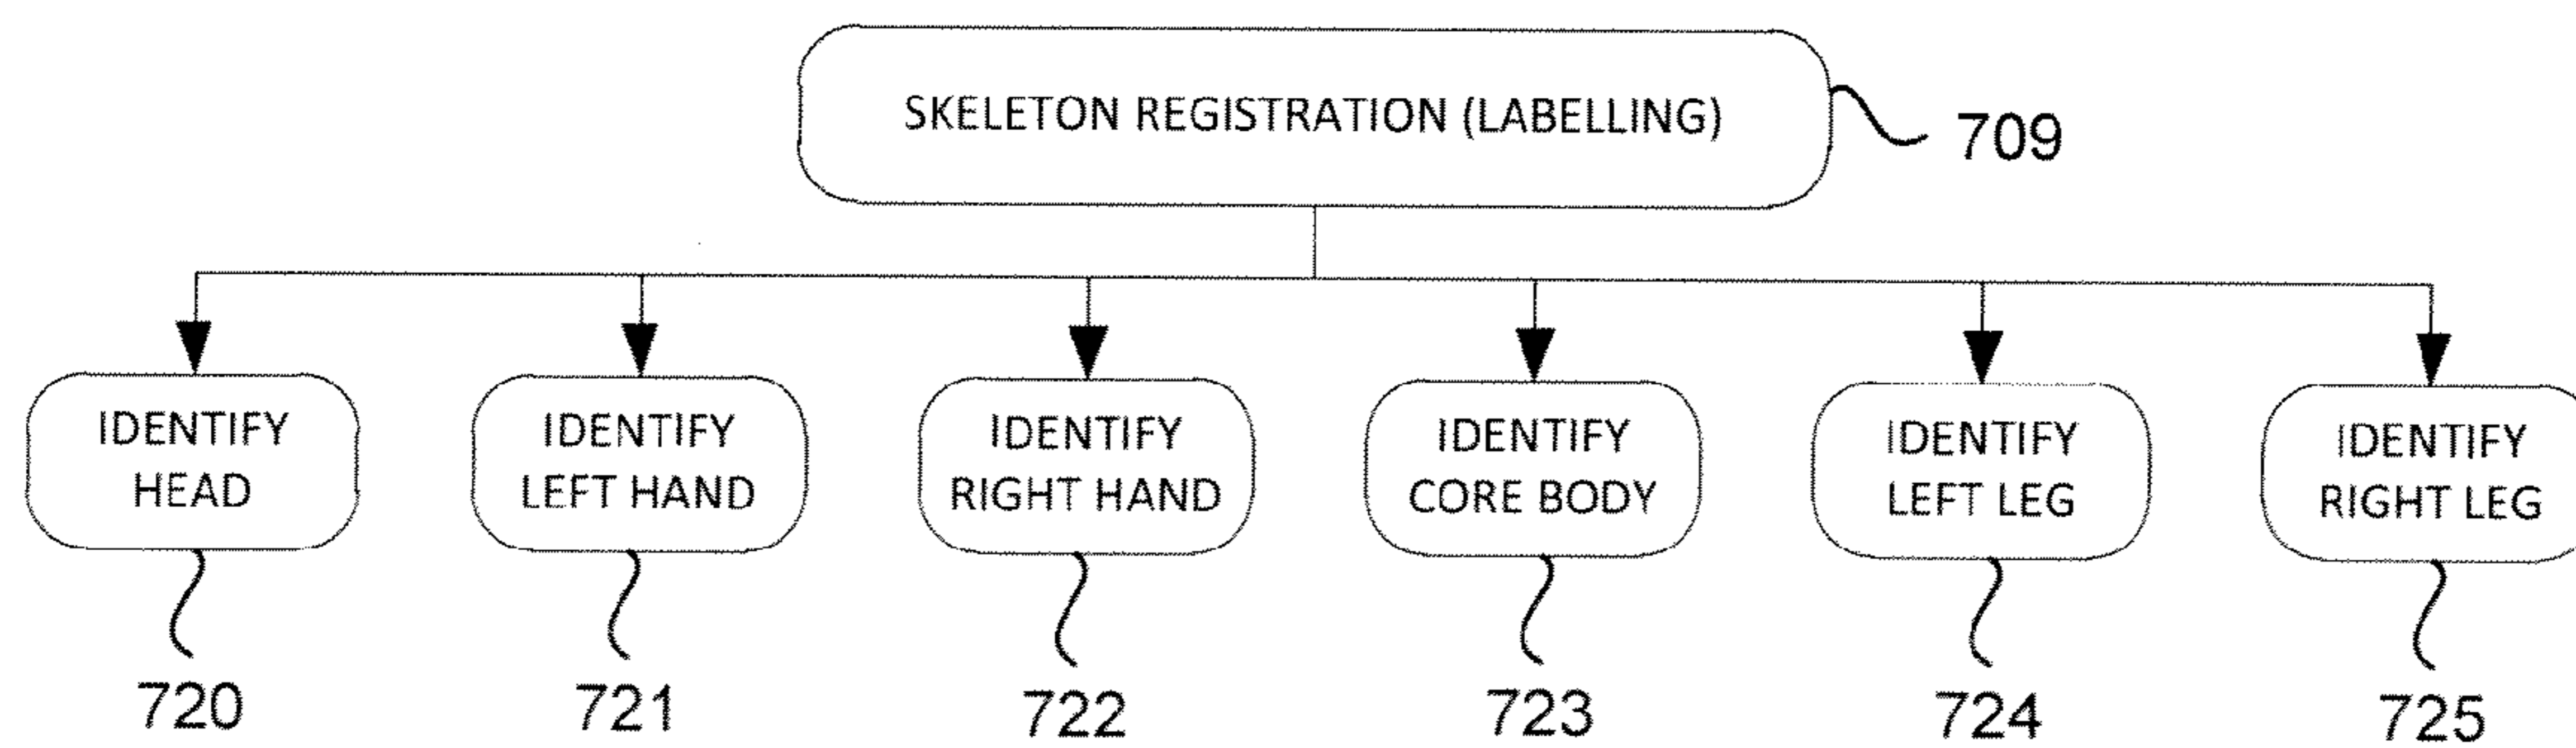 SKELETON REGISTRATION (LABELLING)
709
IDENTIFY
HEAD
IDENTIFY
LEFT HAND
IDENTIFY
RIGHT HAND
IDENTIFY
CORE BODY
IDENTIFY
LEFT LEG
IDENTIFY
RIGHT LEG
720
721
722
723
724
725